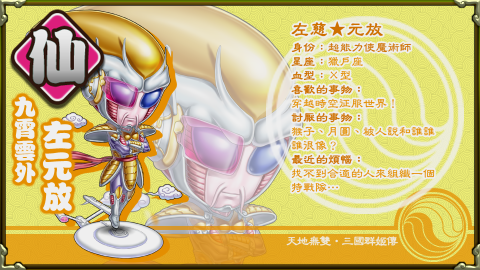 仙
九霄雲外
左元放
左慈★元放
身份：超能力使魔術師
星座：獵戶座
血型：X型
喜歡的事物：
穿越時空征服世界！
討厭的事物：
猴子、月圓、被人說和誰誰
誰很像？
最近的煩惱：
找不到合適的人來組織一個
特戰隊…
天地無雙・三國群姬傳